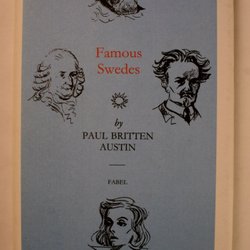 Famous
Swedes
by
PAUL BRITTEN
AUSTIN
FABEL